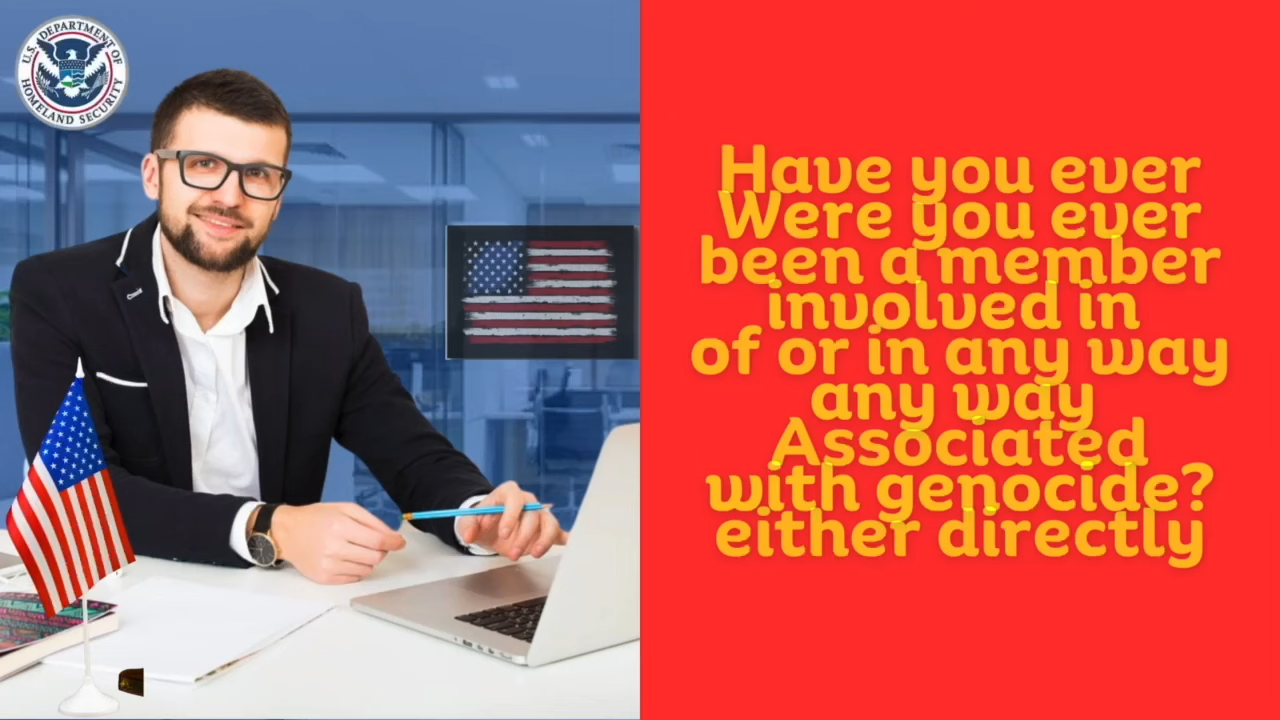 U.S. DEPARTMENT OF
HOMELAND SECURITY
Have you ever
Were you ever
been a member
involved in
of or in any way
any way
Associated
with genocide?
either directly